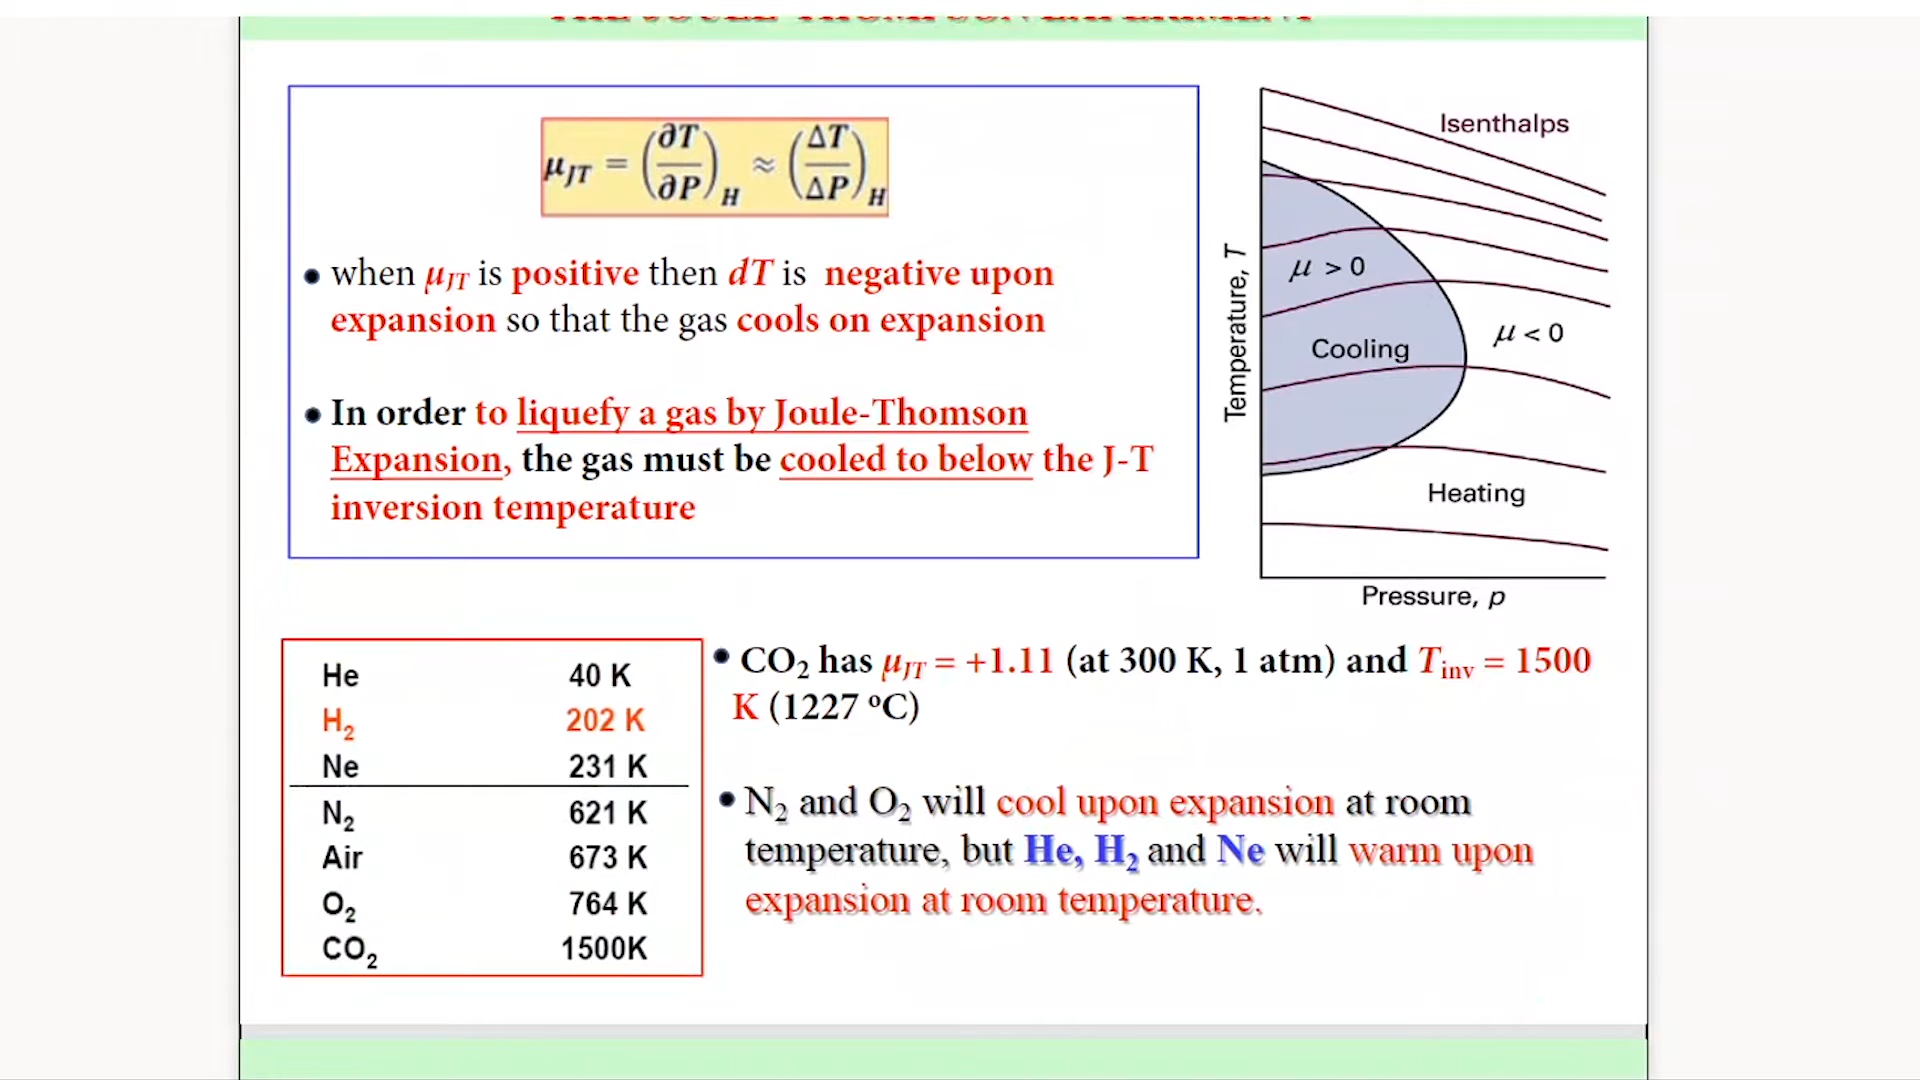 THE JOULE-THOMPSON EXPERIMENT
μJT = (∂T/∂P)H ≈ (ΔT/ΔP)H
• when μJT is positive then dT is negative upon
expansion so that the gas cools on expansion
• In order to liquefy a gas by Joule-Thomson
Expansion, the gas must be cooled to below the J-T
inversion temperature
Isenthalps
μ > 0
μ < 0
Cooling
Heating
Temperature, T
Pressure, p
He 40 K
H₂ 202 K
Ne 231 K
N₂ 621 K
Air 673 K
O₂ 764 K
CO₂ 1500K
• CO₂ has μJT = +1.11 (at 300 K, 1 atm) and Tinv = 1500
K (1227 ºC)
• N₂ and O₂ will cool upon expansion at room
temperature, but He, H₂ and Ne will warm upon
expansion at room temperature.